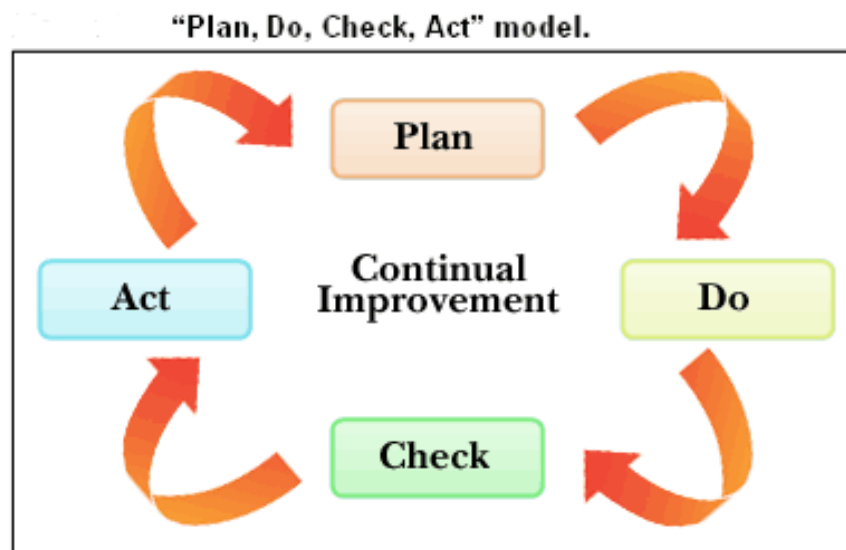 “Plan, Do, Check, Act” model.
Plan
Act
Continual
Improvement
Do
Check